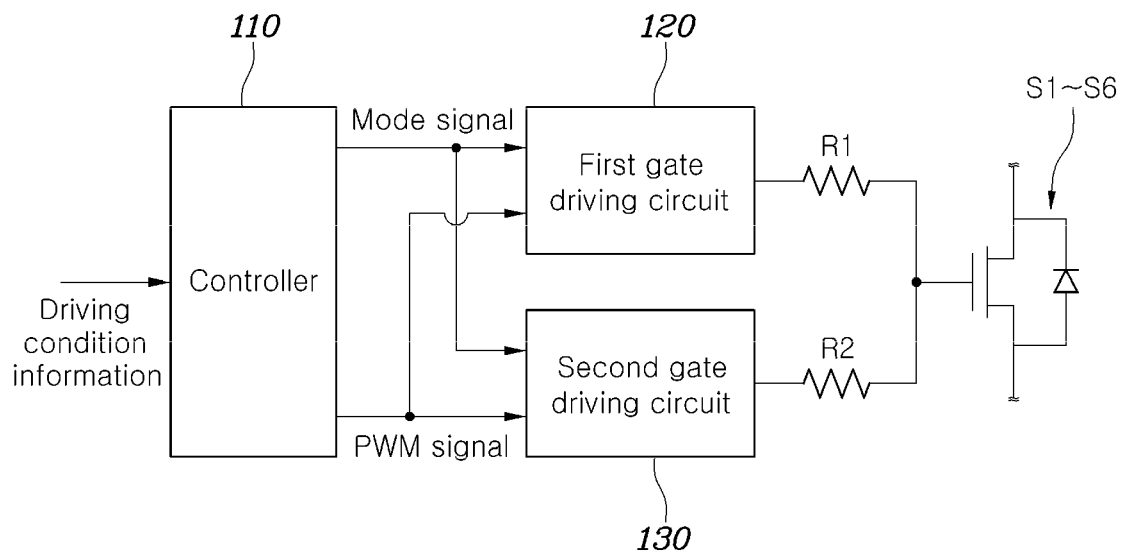 110
120
S1~S6
Mode signal
First gate
driving circuit
R1
Controller
Driving
condition
information
Second gate
driving circuit
R2
PWM signal
130